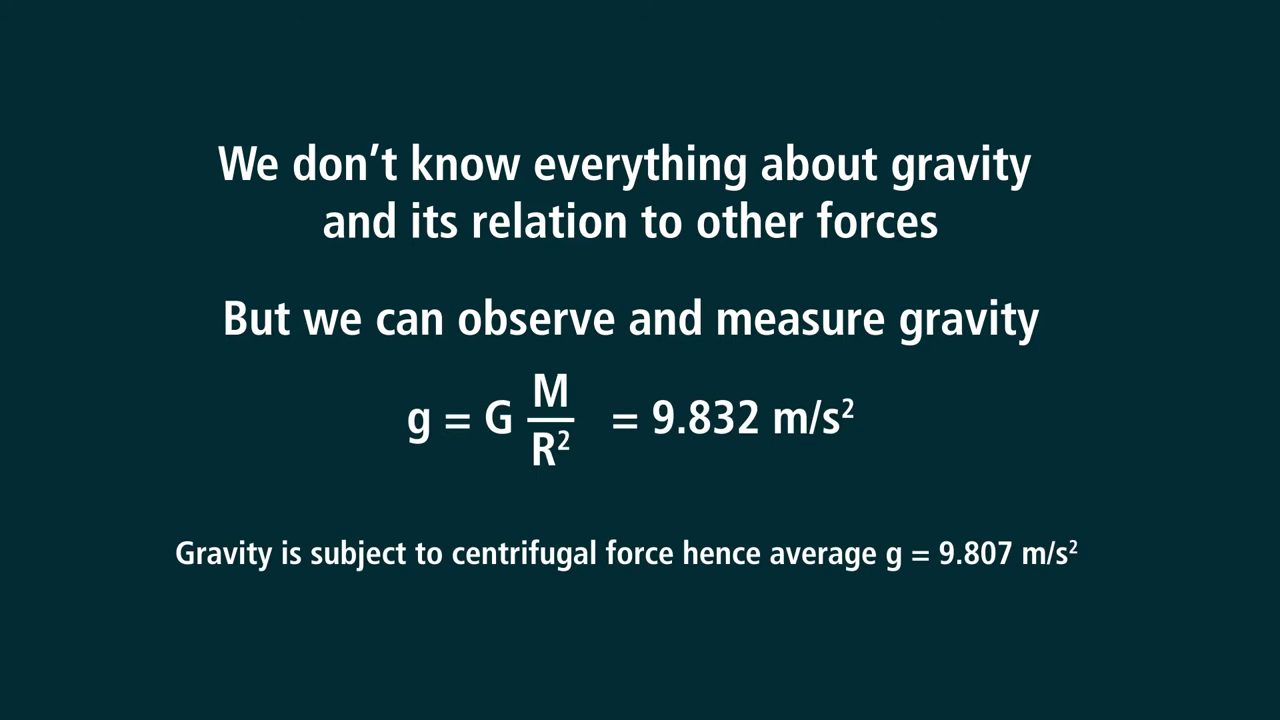 We don’t know everything about gravity
and its relation to other forces
But we can observe and measure gravity
g = G M/R² = 9.832 m/s²
Gravity is subject to centrifugal force hence average g = 9.807 m/s²